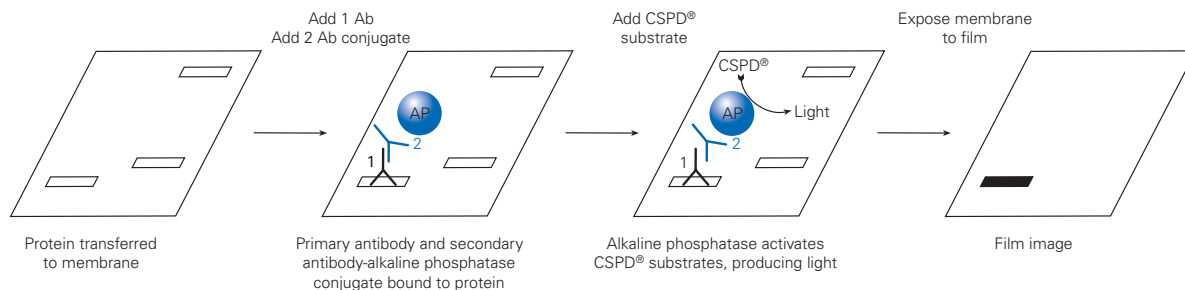 Add 1 Ab
Add 2 Ab conjugate
Add CSPD®
substrate
Expose membrane
to film
AP
2
1
CSPD®
Light
AP
2
1
Protein transferred
to membrane
Primary antibody and secondary
antibody-alkaline phosphatase
conjugate bound to protein
Alkaline phosphatase activates
CSPD® substrates, producing light
Film image